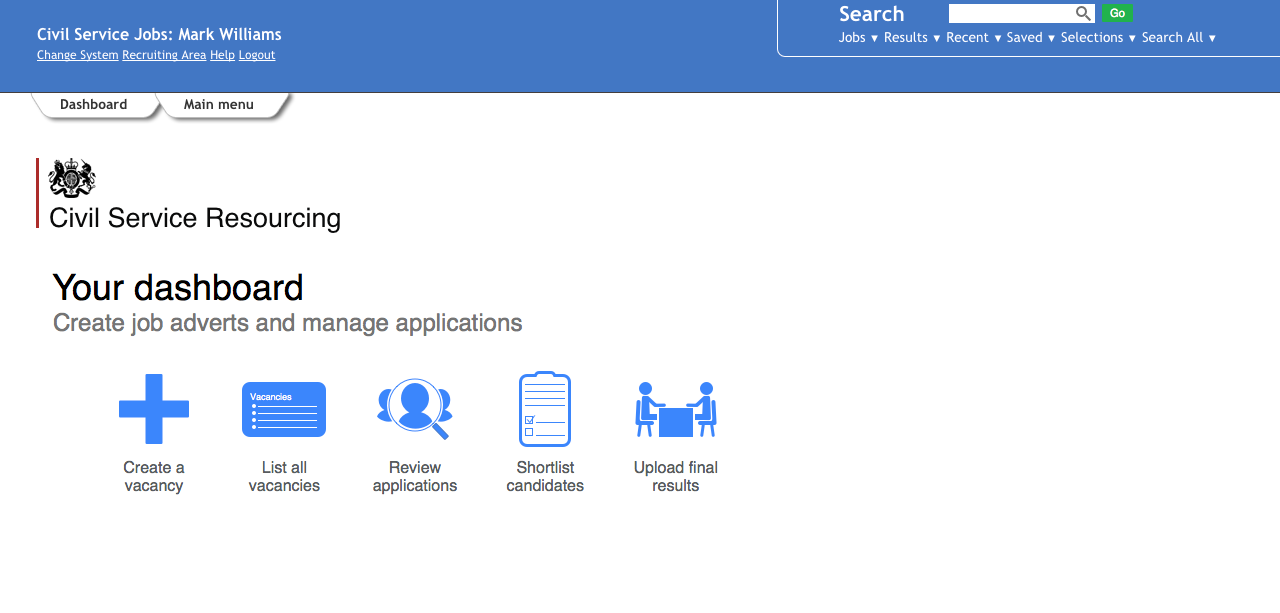 Civil Service Jobs: Mark Williams
Change System Recruiting Area Help Logout
Search
Go
Jobs ▼ Results ▼ Recent ▼ Saved ▼ Selections ▼ Search All ▼
Dashboard
Main menu
Civil Service Resourcing
Your dashboard
Create job adverts and manage applications
Vacancies
Create a
vacancy
List all
vacancies
Review
applications
Shortlist
candidates
Upload final
results